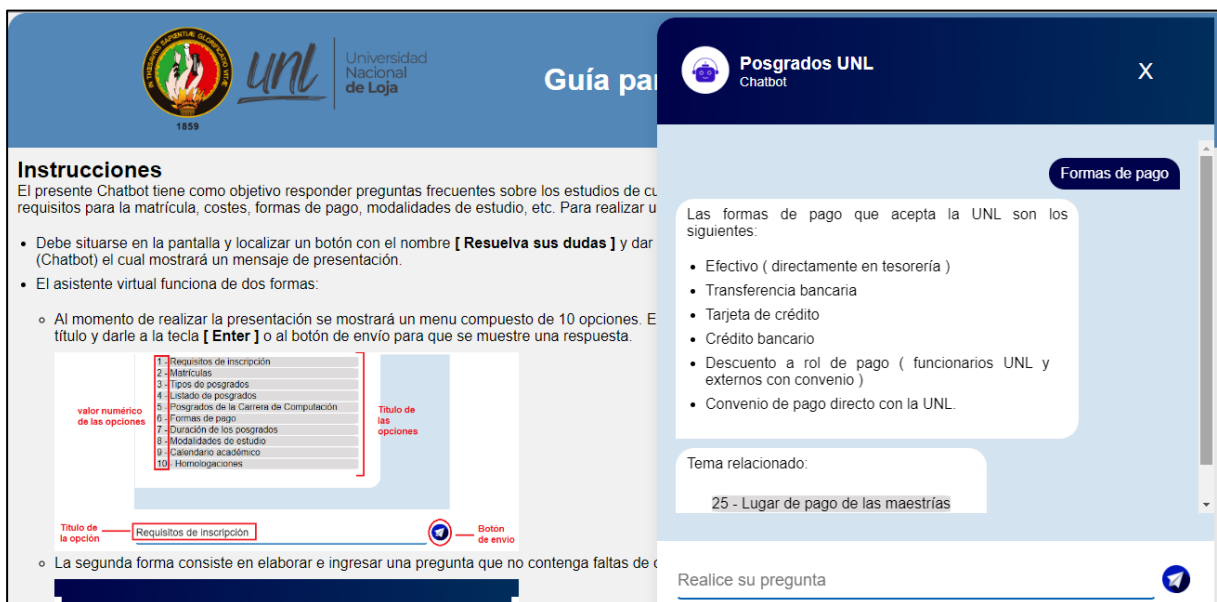 IN THESAURIS SAPIENTIAE GLORIFICADO VITAE
1859
unl
Universidad
Nacional
de Loja
Guía pa
Instrucciones
El presente Chatbot tiene como objetivo responder preguntas frecuentes sobre los estudios de cu
requisitos para la matrícula, costes, formas de pago, modalidades de estudio, etc. Para realizar u
• Debe situarse en la pantalla y localizar un botón con el nombre [ Resuelva sus dudas ] y dar
(Chatbot) el cual mostrará un mensaje de presentación.
• El asistente virtual funciona de dos formas:
Al momento de realizar la presentación se mostrará un menu compuesto de 10 opciones. E
título y darle a la tecla [ Enter ] o al botón de envío para que se muestre una respuesta.
valor numérico
de las opciones
1 - Requisitos de inscripción
2 - Matrículas
3 - Tipos de posgrados
4 - Listado de posgrados
5 - Posgrados de la Carrera de Computación
6 - Formas de pago
7 - Duración de los posgrados
8 - Modalidades de estudio
9 - Calendario académico
10 - Homologaciones
Título de
las
opciones
Título de
la opción
Requisitos de inscripción
Botón
de envio
La segunda forma consiste en elaborar e ingresar una pregunta que no contenga faltas de
Posgrados UNL
Chatbot
X
Formas de pago
Las formas de pago que acepta la UNL son los
siguientes:
• Efectivo ( directamente en tesorería )
• Transferencia bancaria
• Tarjeta de crédito
• Crédito bancario
• Descuento a rol de pago ( funcionarios UNL y
externos con convenio )
• Convenio de pago directo con la UNL.
Tema relacionado:
25 - Lugar de pago de las maestrías
Realice su pregunta